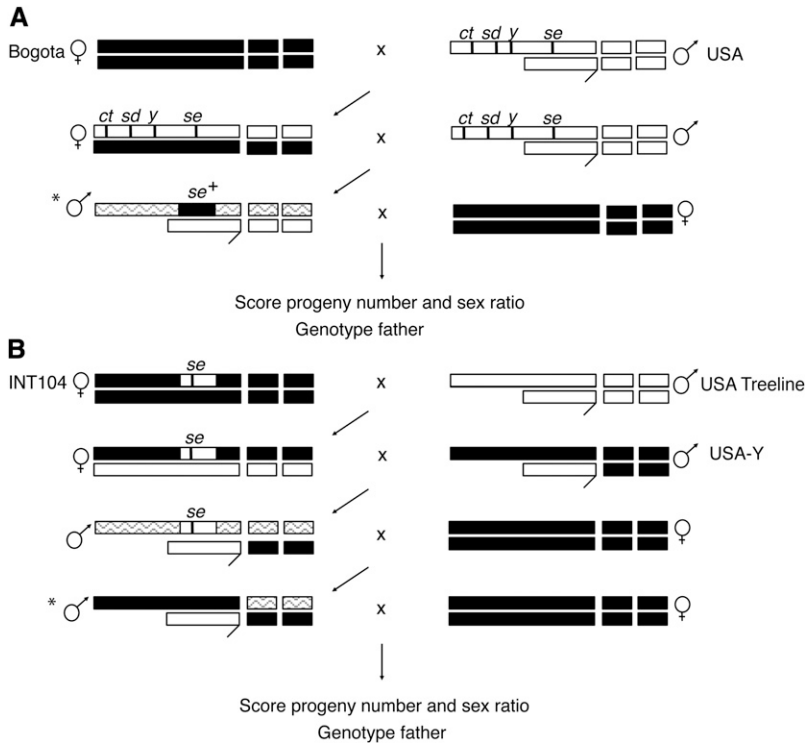 A
Bogota ♀ x ct sd y se ♂ USA
♀ ct sd y se x ct sd y se ♂
* ♂ se+ x ♀
Score progeny number and sex ratio
Genotype father
B
INT104 ♀ se x ♂ USA Treeline
♀ se x ♂ USA-Y
♂ se x ♀
* ♂ x ♀
Score progeny number and sex ratio
Genotype father